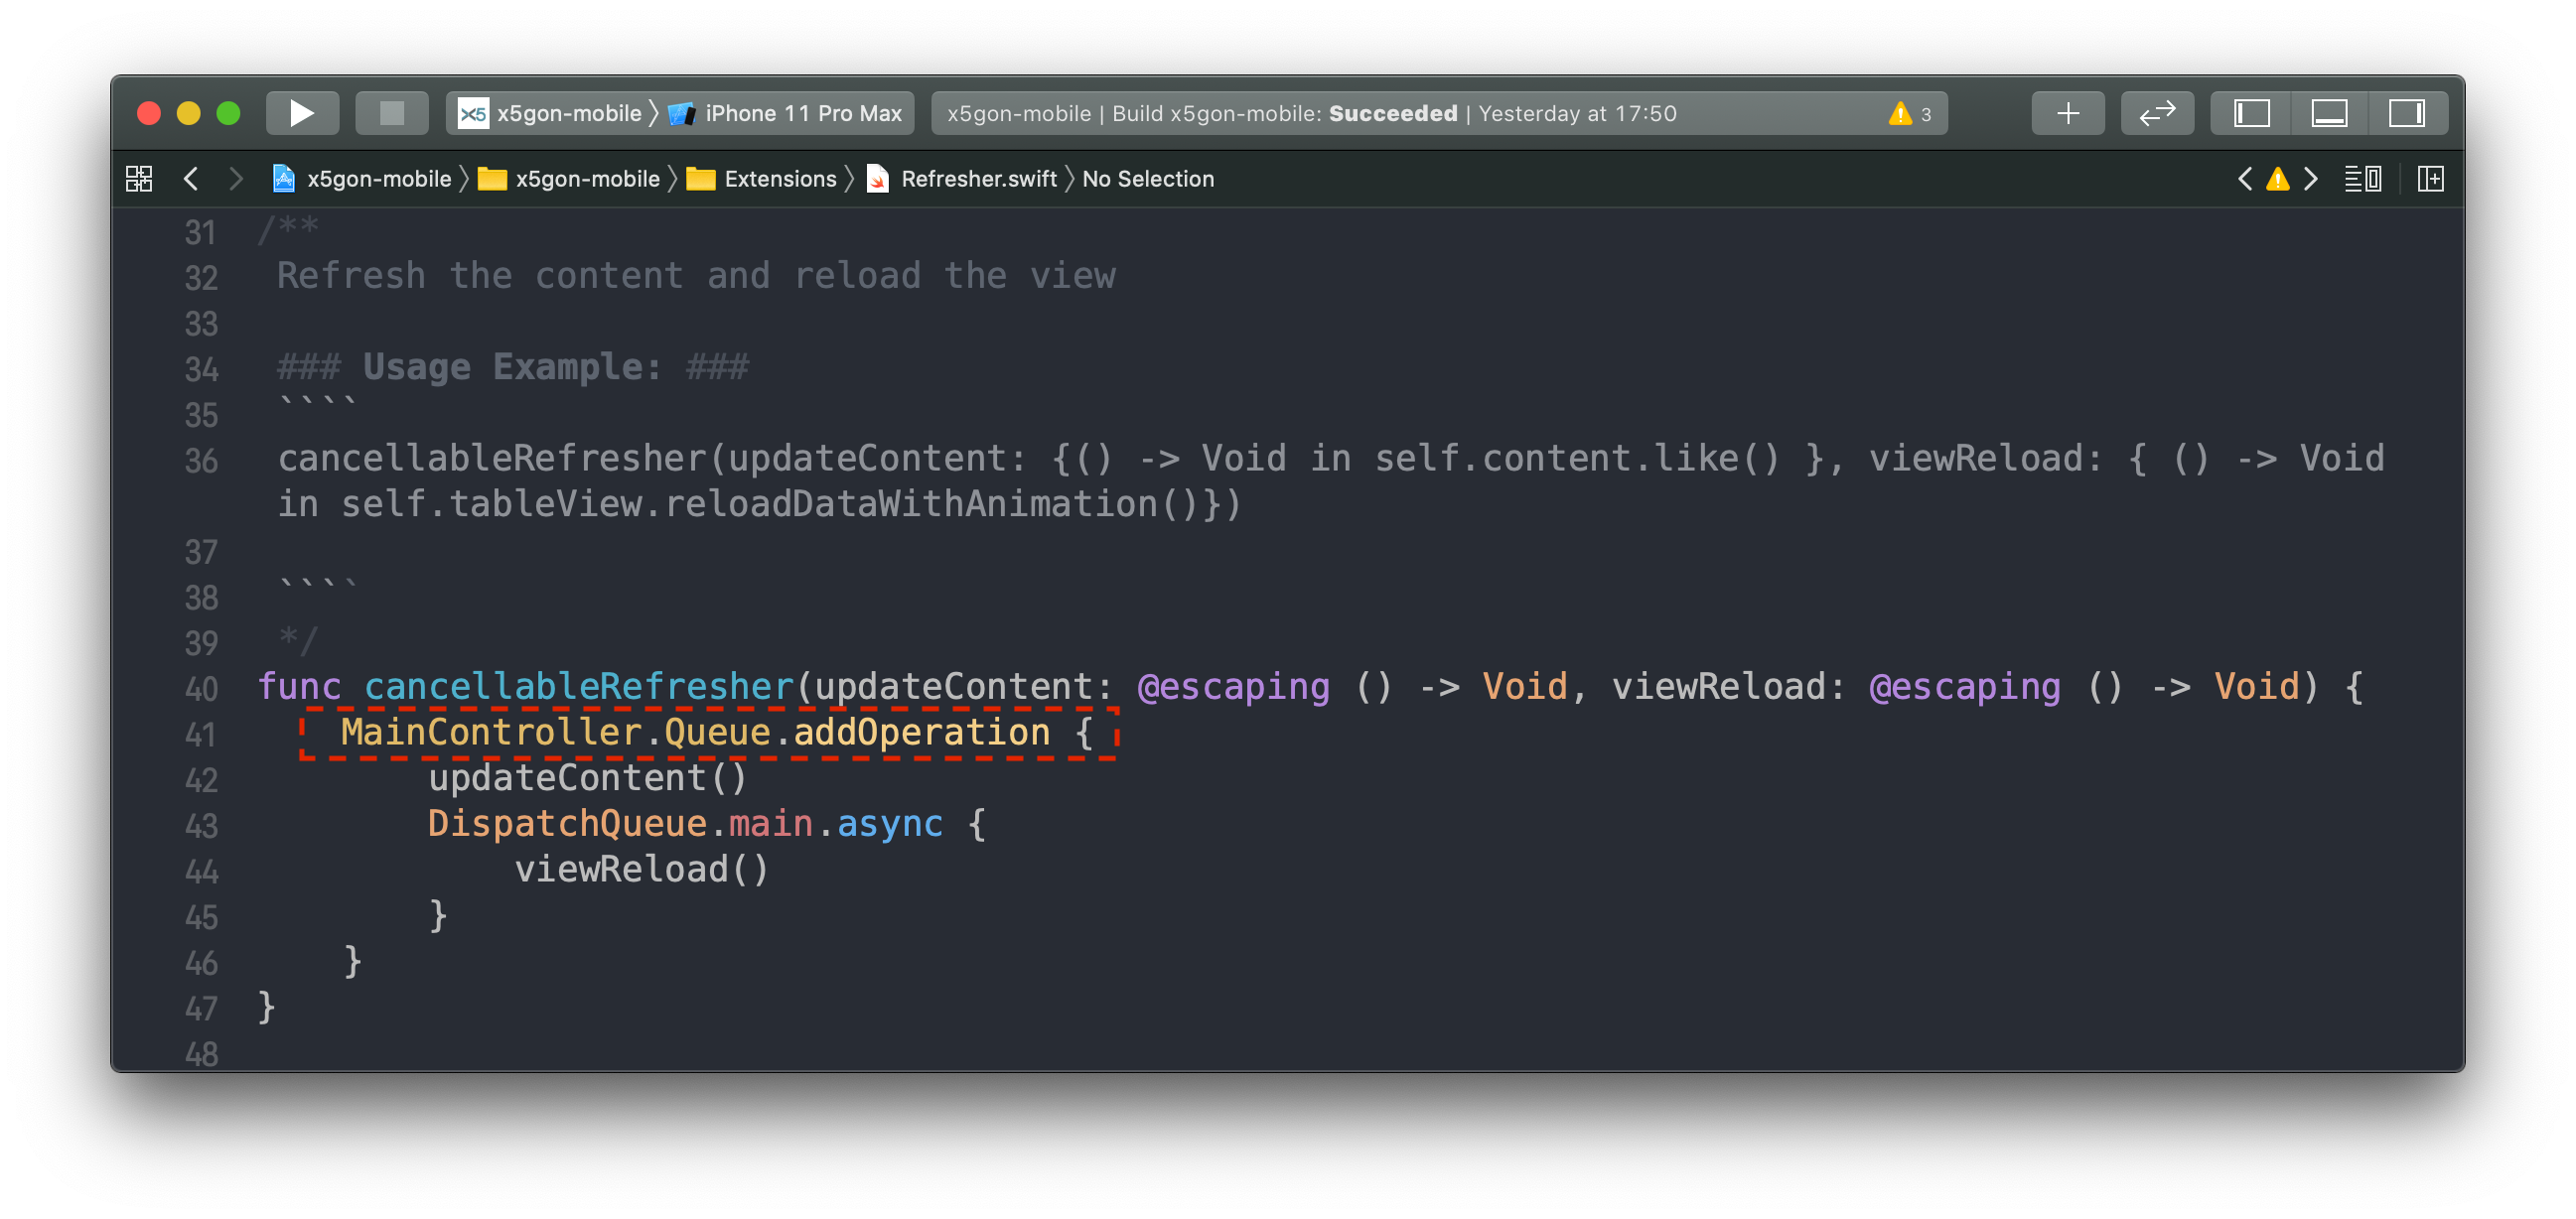 x5 x5gon-mobile 〉 iPhone 11 Pro Max x5gon-mobile | Build x5gon-mobile: Succeeded | Yesterday at 17:50 3
x5gon-mobile 〉 x5gon-mobile 〉 Extensions 〉 Refresher.swift 〉 No Selection
31 /**
32 Refresh the content and reload the view
33
34 ### Usage Example: ###
35 ````
36 cancellableRefresher(updateContent: {() -> Void in self.content.like() }, viewReload: { () -> Void
in self.tableView.reloadDataWithAnimation()})
37
38 ````
39 */
40 func cancellableRefresher(updateContent: @escaping () -> Void, viewReload: @escaping () -> Void) {
41 MainController.Queue.addOperation {
42 updateContent()
43 DispatchQueue.main.async {
44 viewReload()
45 }
46 }
47 }
48